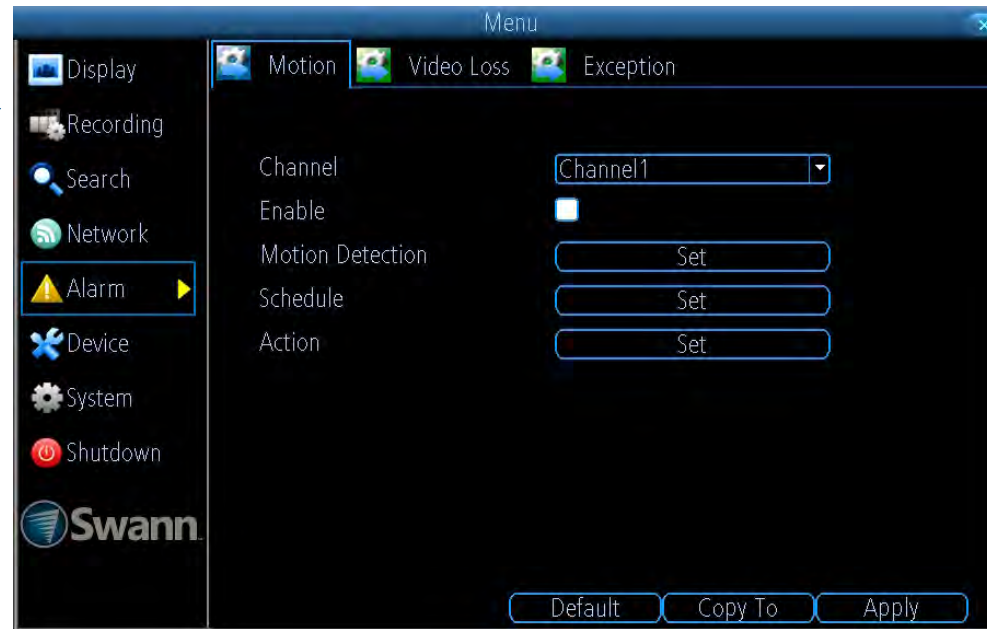 Menu
Display
Recording
Search
Network
Alarm
Device
System
Shutdown
Swann
Motion Video Loss Exception
Channel Channel1
Enable
Motion Detection Set
Schedule Set
Action Set
Default Copy To Apply